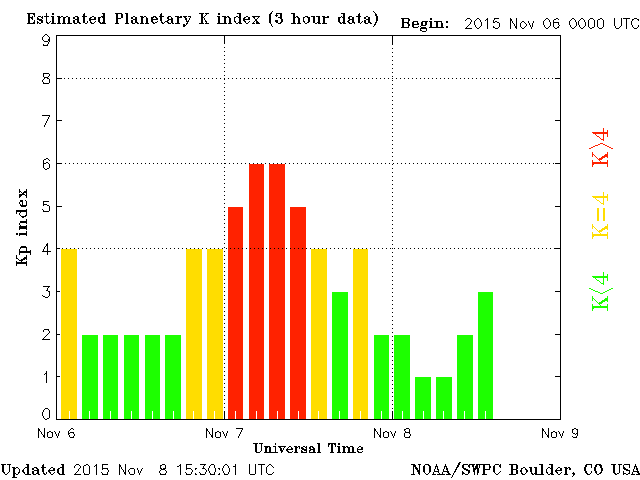 Estimated Planetary K index (3 hour data)
Begin: 2015 Nov 06 0000 UTC
9
8
7
6
5
4
3
2
1
0
Kp index
K>4
K=4
K<4
Nov 6
Nov 7
Nov 8
Nov 9
Universal Time
Updated 2015 Nov 8 15:30:01 UTC
NOAA/SWPC Boulder, CO USA